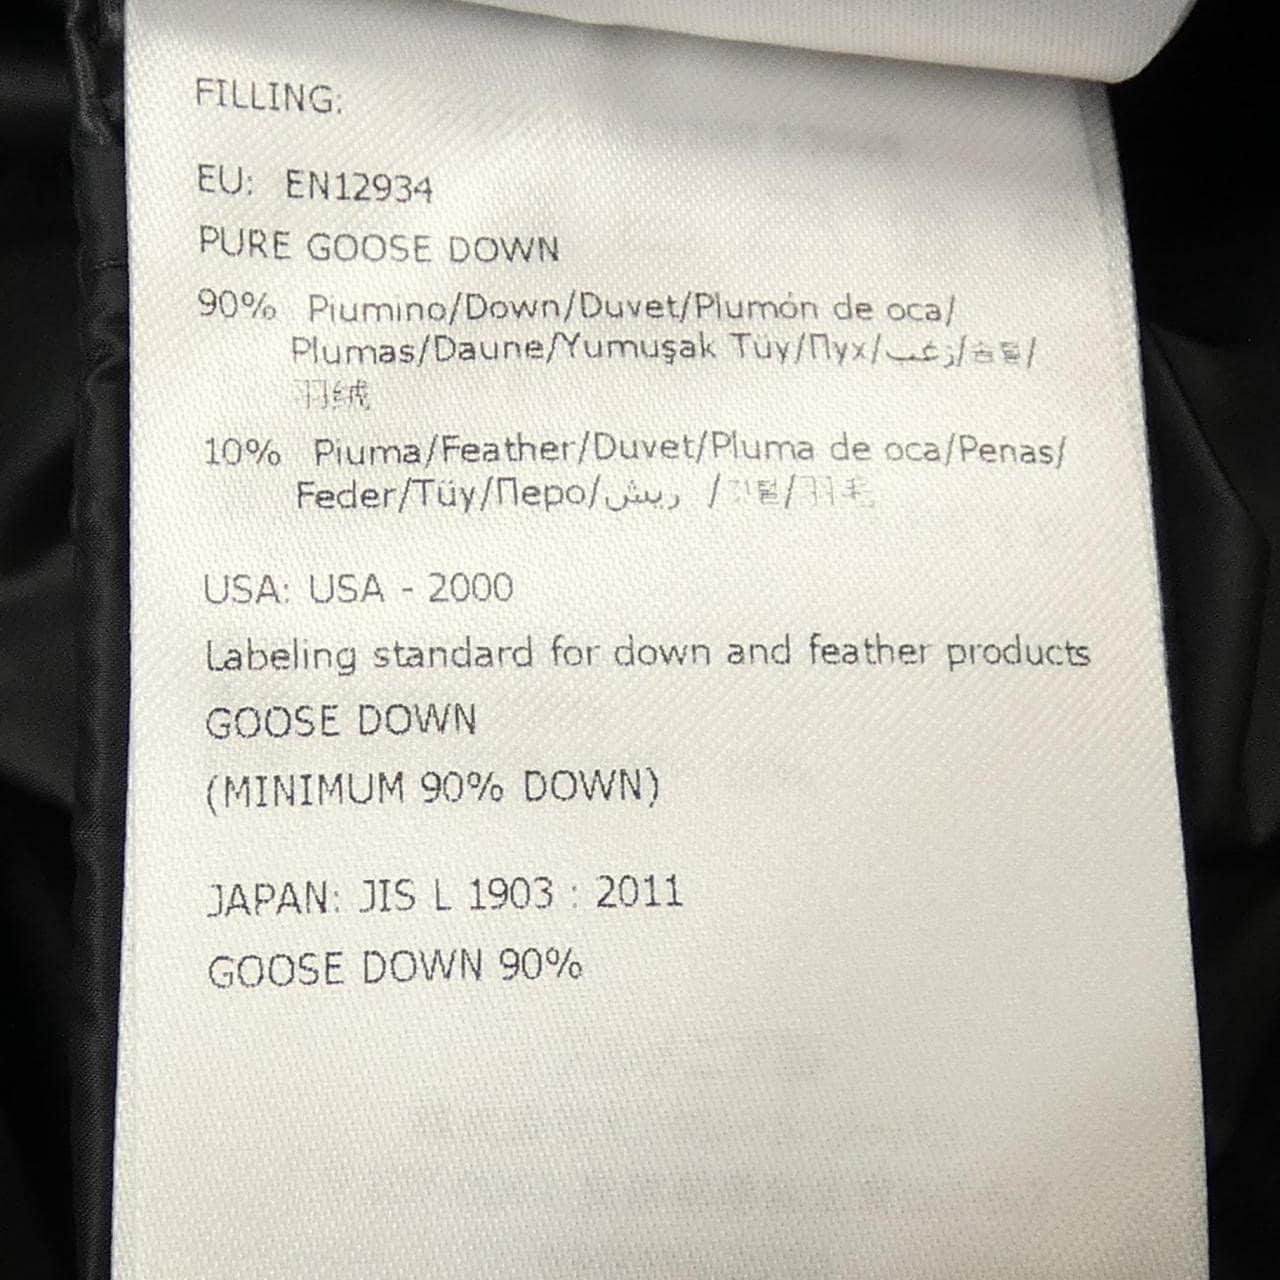 FILLING:
EU: EN12934
PURE GOOSE DOWN
90% Piumino/Down/Duvet/Plumón de oca/
Plumas/Daune/Yumuşak Tüy/Пух/زغب/솜털/
羽绒
10% Piuma/Feather/Duvet/Pluma de oca/Penas/
Feder/Tüy/Перо/ريش /깃털/羽毛
USA: USA - 2000
Labeling standard for down and feather products
GOOSE DOWN
(MINIMUM 90% DOWN)
JAPAN: JIS L 1903 : 2011
GOOSE DOWN 90%